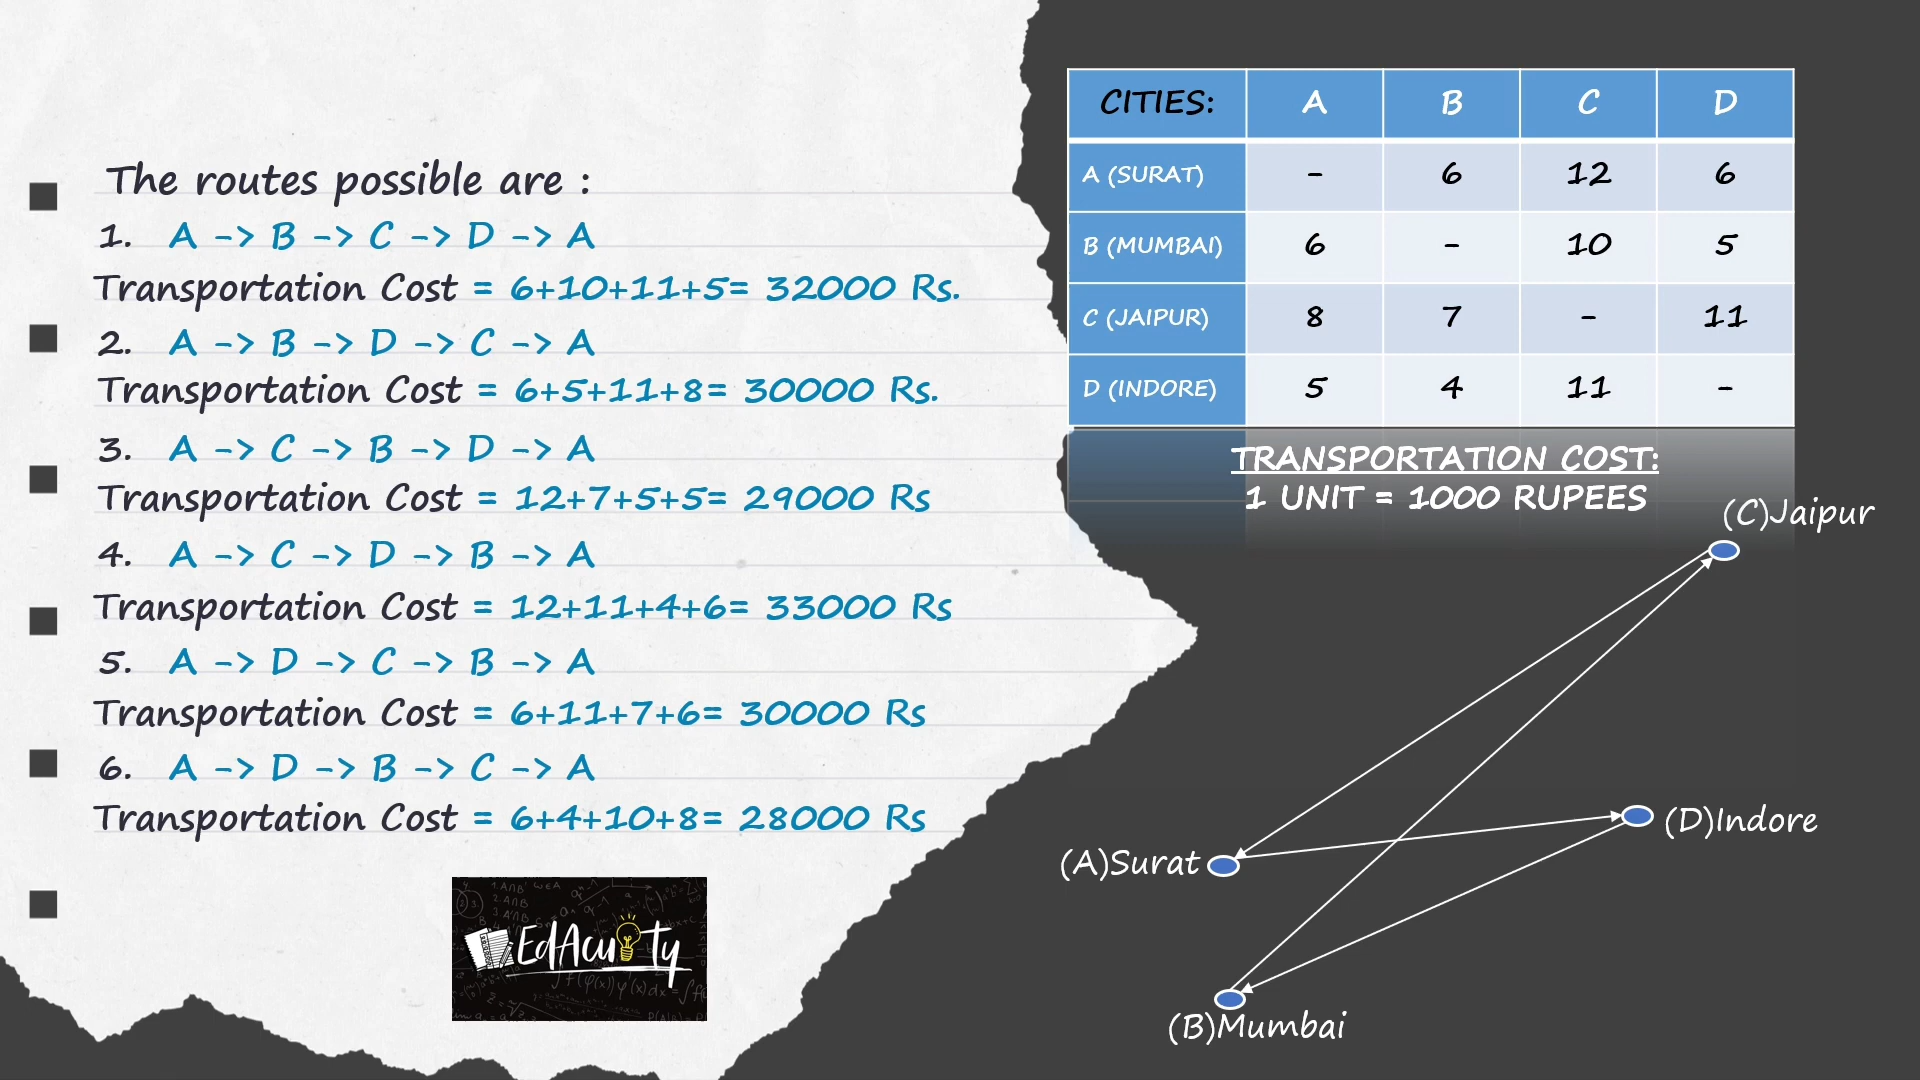 The routes possible are :
1. A -> B -> C -> D -> A
Transportation Cost = 6+10+11+5= 32000 Rs.
2. A -> B -> D -> C -> A
Transportation Cost = 6+5+11+8= 30000 Rs.
3. A -> C -> B -> D -> A
Transportation Cost = 12+7+5+5= 29000 Rs
4. A -> C -> D -> B -> A
Transportation Cost = 12+11+4+6= 33000 Rs
5. A -> D -> C -> B -> A
Transportation Cost = 6+11+7+6= 30000 Rs
6. A -> D -> B -> C -> A
Transportation Cost = 6+4+10+8= 28000 Rs
EdAcuity
CITIES: A B C D
A (SURAT) - 6 12 6
B (MUMBAI) 6 - 10 5
C (JAIPUR) 8 7 - 11
D (INDORE) 5 4 11 -
TRANSPORTATION COST:
1 UNIT = 1000 RUPEES
(C)Jaipur
(D)Indore
(A)Surat
(B)Mumbai